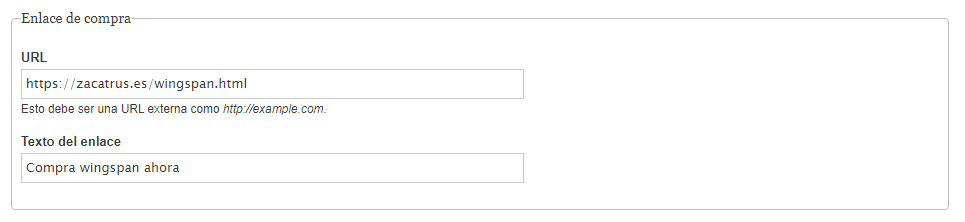 Enlace de compra
URL
https://zacatrus.es/wingspan.html
Esto debe ser una URL externa como http://example.com.
Texto del enlace
Compra wingspan ahora